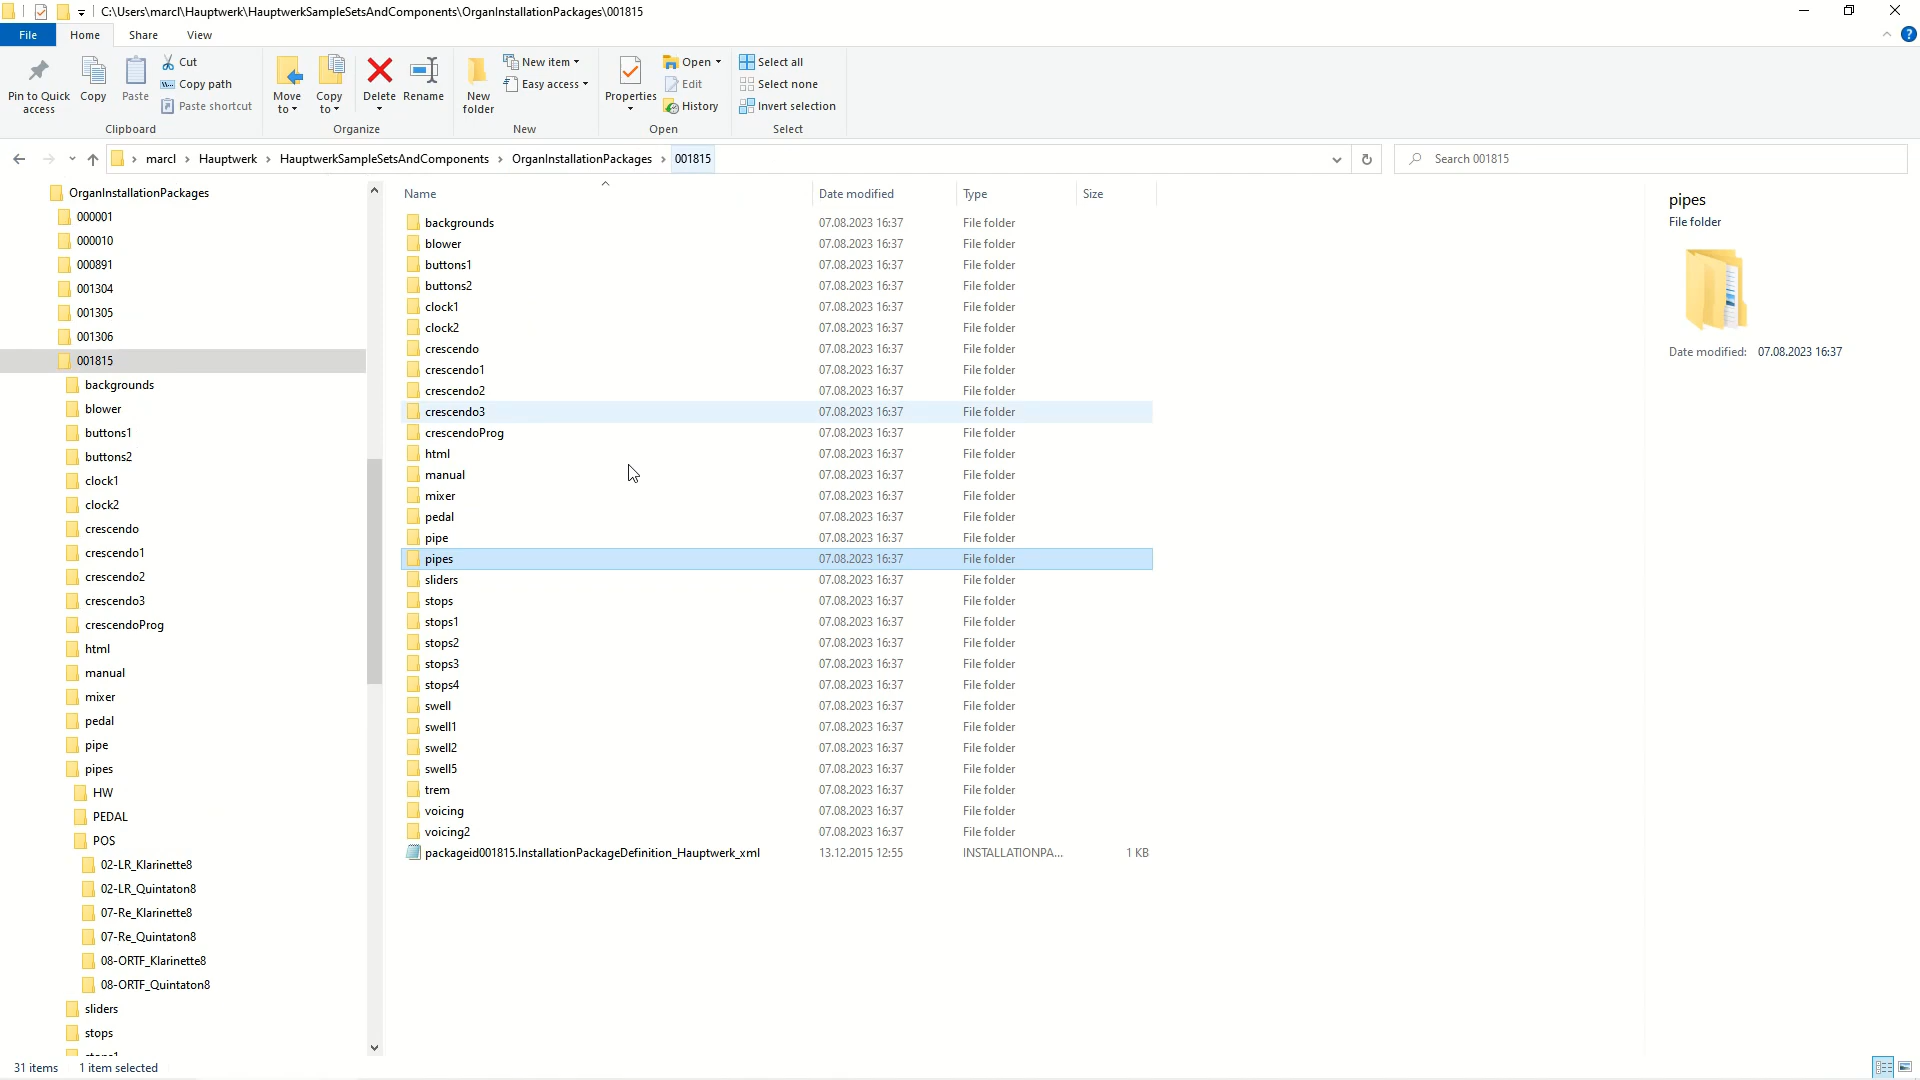 C:\Users\marcl\Hauptwerk\HauptwerkSampleSetsAndComponents\OrganInstallationPackages\001815
File Home Share View
Pin to Quick access
Copy
Paste
Cut
Copy path
Paste shortcut
Clipboard
Move to
Copy to
Delete
Rename
Organize
New folder
New item
Easy access
New
Properties
Open
Edit
History
Open
Select all
Select none
Invert selection
Select
marcl Hauptwerk HauptwerkSampleSetsAndComponents OrganInstallationPackages 001815
Search 001815
OrganInstallationPackages
000001
000010
000891
001304
001305
001306
001815
backgrounds
blower
buttons1
buttons2
clock1
clock2
crescendo
crescendo1
crescendo2
crescendo3
crescendoProg
html
manual
mixer
pedal
pipe
pipes
HW
PEDAL
POS
02-LR_Klarinette8
02-LR_Quintaton8
07-Re_Klarinette8
07-Re_Quintaton8
08-ORTF_Klarinette8
08-ORTF_Quintaton8
sliders
stops
stops1
Name Date modified Type Size
backgrounds 07.08.2023 16:37 File folder
blower 07.08.2023 16:37 File folder
buttons1 07.08.2023 16:37 File folder
buttons2 07.08.2023 16:37 File folder
clock1 07.08.2023 16:37 File folder
clock2 07.08.2023 16:37 File folder
crescendo 07.08.2023 16:37 File folder
crescendo1 07.08.2023 16:37 File folder
crescendo2 07.08.2023 16:37 File folder
crescendo3 07.08.2023 16:37 File folder
crescendoProg 07.08.2023 16:37 File folder
html 07.08.2023 16:37 File folder
manual 07.08.2023 16:37 File folder
mixer 07.08.2023 16:37 File folder
pedal 07.08.2023 16:37 File folder
pipe 07.08.2023 16:37 File folder
pipes 07.08.2023 16:37 File folder
sliders 07.08.2023 16:37 File folder
stops 07.08.2023 16:37 File folder
stops1 07.08.2023 16:37 File folder
stops2 07.08.2023 16:37 File folder
stops3 07.08.2023 16:37 File folder
stops4 07.08.2023 16:37 File folder
swell 07.08.2023 16:37 File folder
swell1 07.08.2023 16:37 File folder
swell2 07.08.2023 16:37 File folder
swell5 07.08.2023 16:37 File folder
trem 07.08.2023 16:37 File folder
voicing 07.08.2023 16:37 File folder
voicing2 07.08.2023 16:37 File folder
packageid001815.InstallationPackageDefinition_Hauptwerk_xml 13.12.2015 12:55 INSTALLATIONPA... 1 KB
pipes
File folder
Date modified: 07.08.2023 16:37
31 items 1 item selected